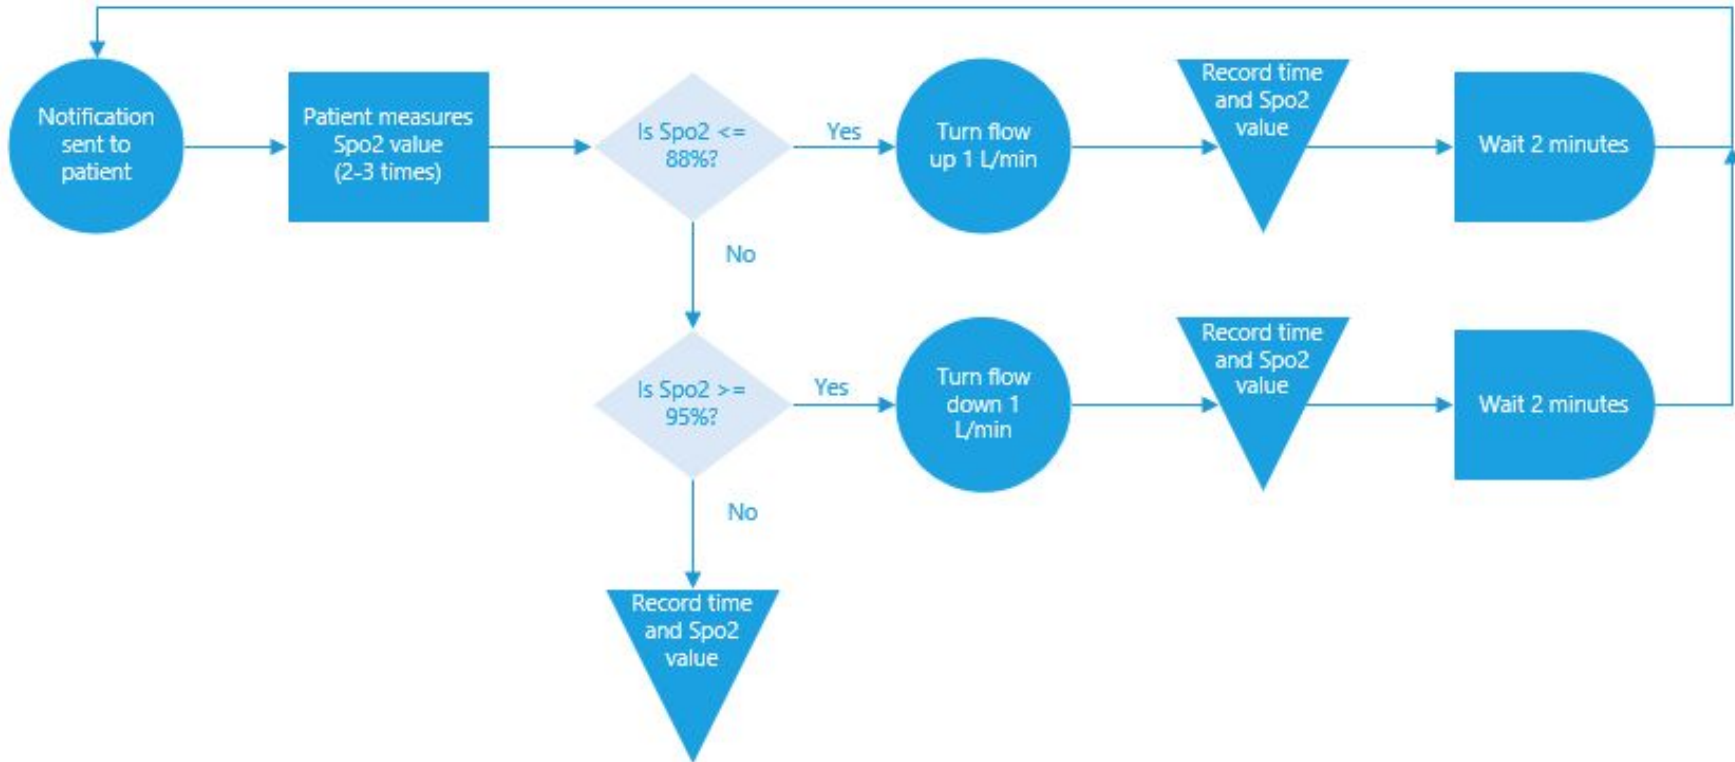 Notification
sent to
patient
Patient measures
Spo2 value
(2-3 times)
Is Spo2 <=
88%?
Yes
Turn flow
up 1 L/min
Record time
and Spo2
value
Wait 2 minutes
No
Is Spo2 >=
95%?
Yes
Turn flow
down 1
L/min
Record time
and Spo2
value
Wait 2 minutes
No
Record time
and Spo2
value